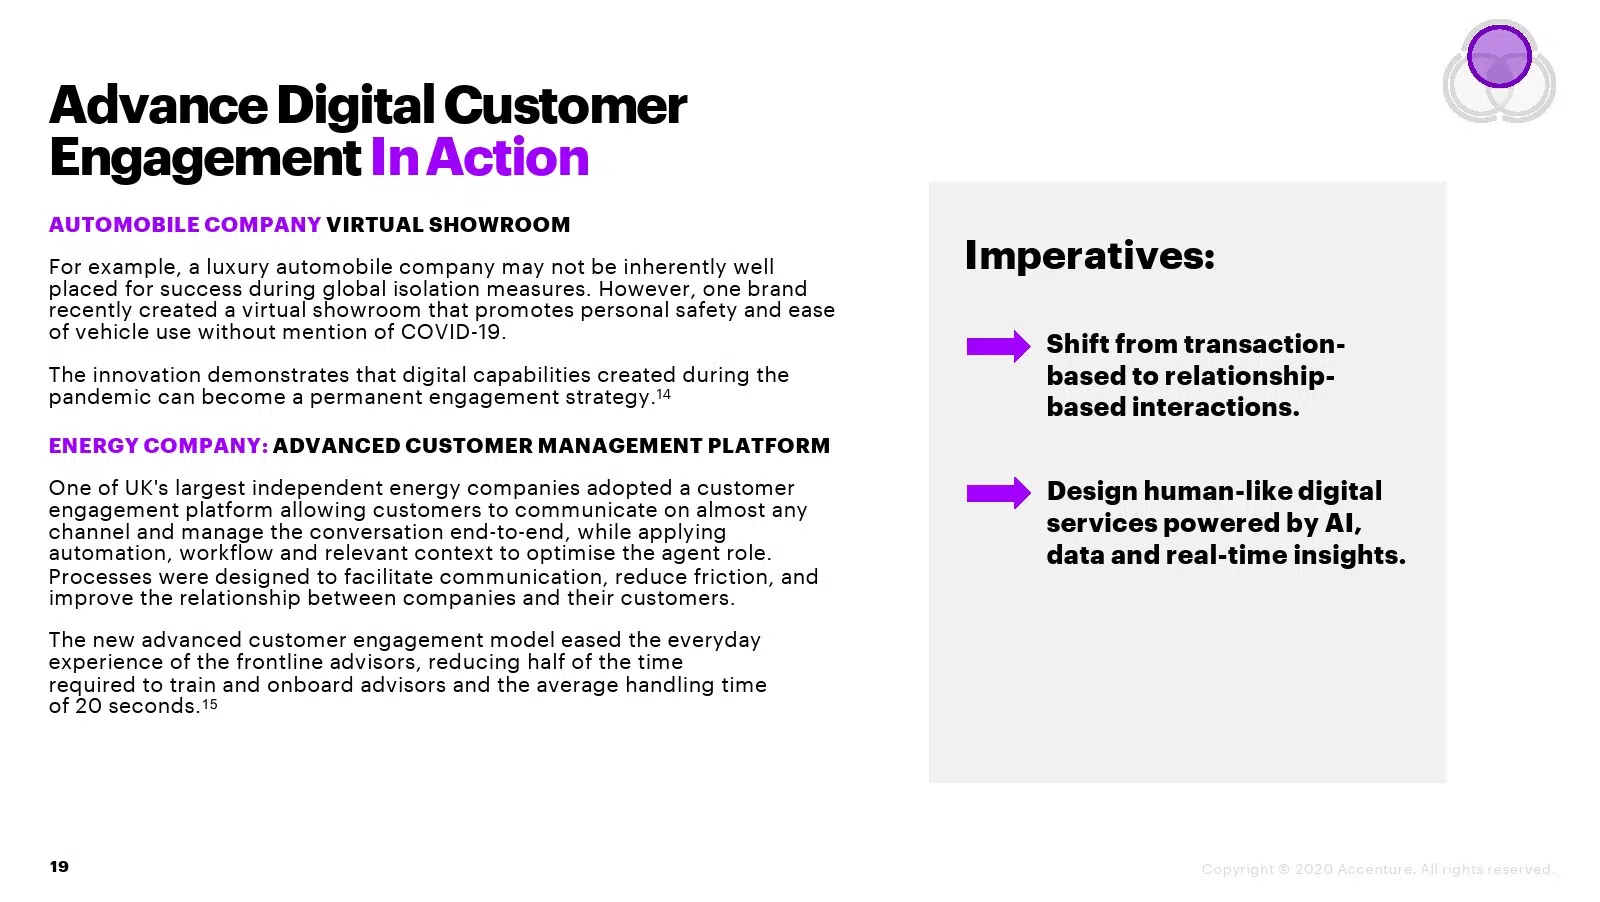 Advance Digital Customer
Engagement In Action
AUTOMOBILE COMPANY VIRTUAL SHOWROOM
For example, a luxury automobile company may not be inherently well
placed for success during global isolation measures. However, one brand
recently created a virtual showroom that promotes personal safety and ease
of vehicle use without mention of COVID-19.
The innovation demonstrates that digital capabilities created during the
pandemic can become a permanent engagement strategy.14
ENERGY COMPANY: ADVANCED CUSTOMER MANAGEMENT PLATFORM
One of UK's largest independent energy companies adopted a customer
engagement platform allowing customers to communicate on almost any
channel and manage the conversation end-to-end, while applying
automation, workflow and relevant context to optimise the agent role.
Processes were designed to facilitate communication, reduce friction, and
improve the relationship between companies and their customers.
The new advanced customer engagement model eased the everyday
experience of the frontline advisors, reducing half of the time
required to train and onboard advisors and the average handling time
of 20 seconds.15
Imperatives:
Shift from transaction-
based to relationship-
based interactions.
Design human-like digital
services powered by AI,
data and real-time insights.
19
Copyright © 2020 Accenture. All rights reserved.